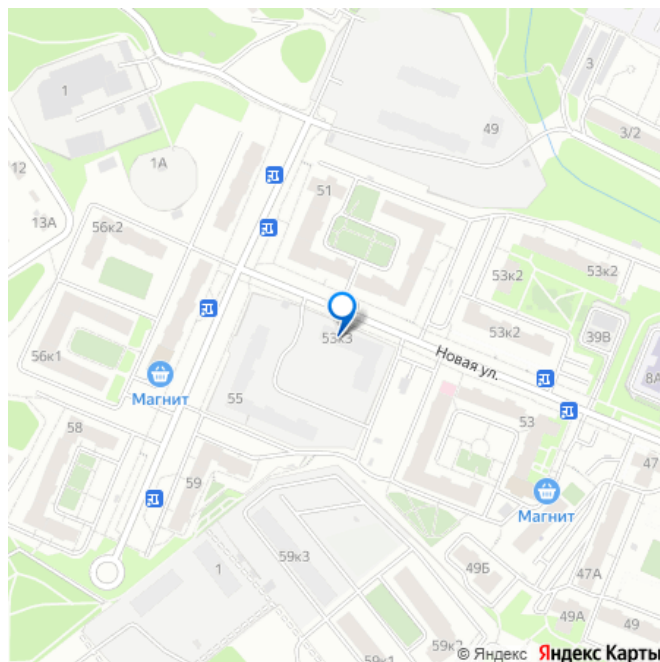 1
3
49
3/2
1А
12
51
13А
56к2
53к2
53к2
53к3
53к2
39В
Новая ул.
56к1
8А
Магнит
55
53
58
47
59
Магнит
1
59к3
49Б
47А
49А
49
59к2
59к1
© Яндекс Яндекс Карты